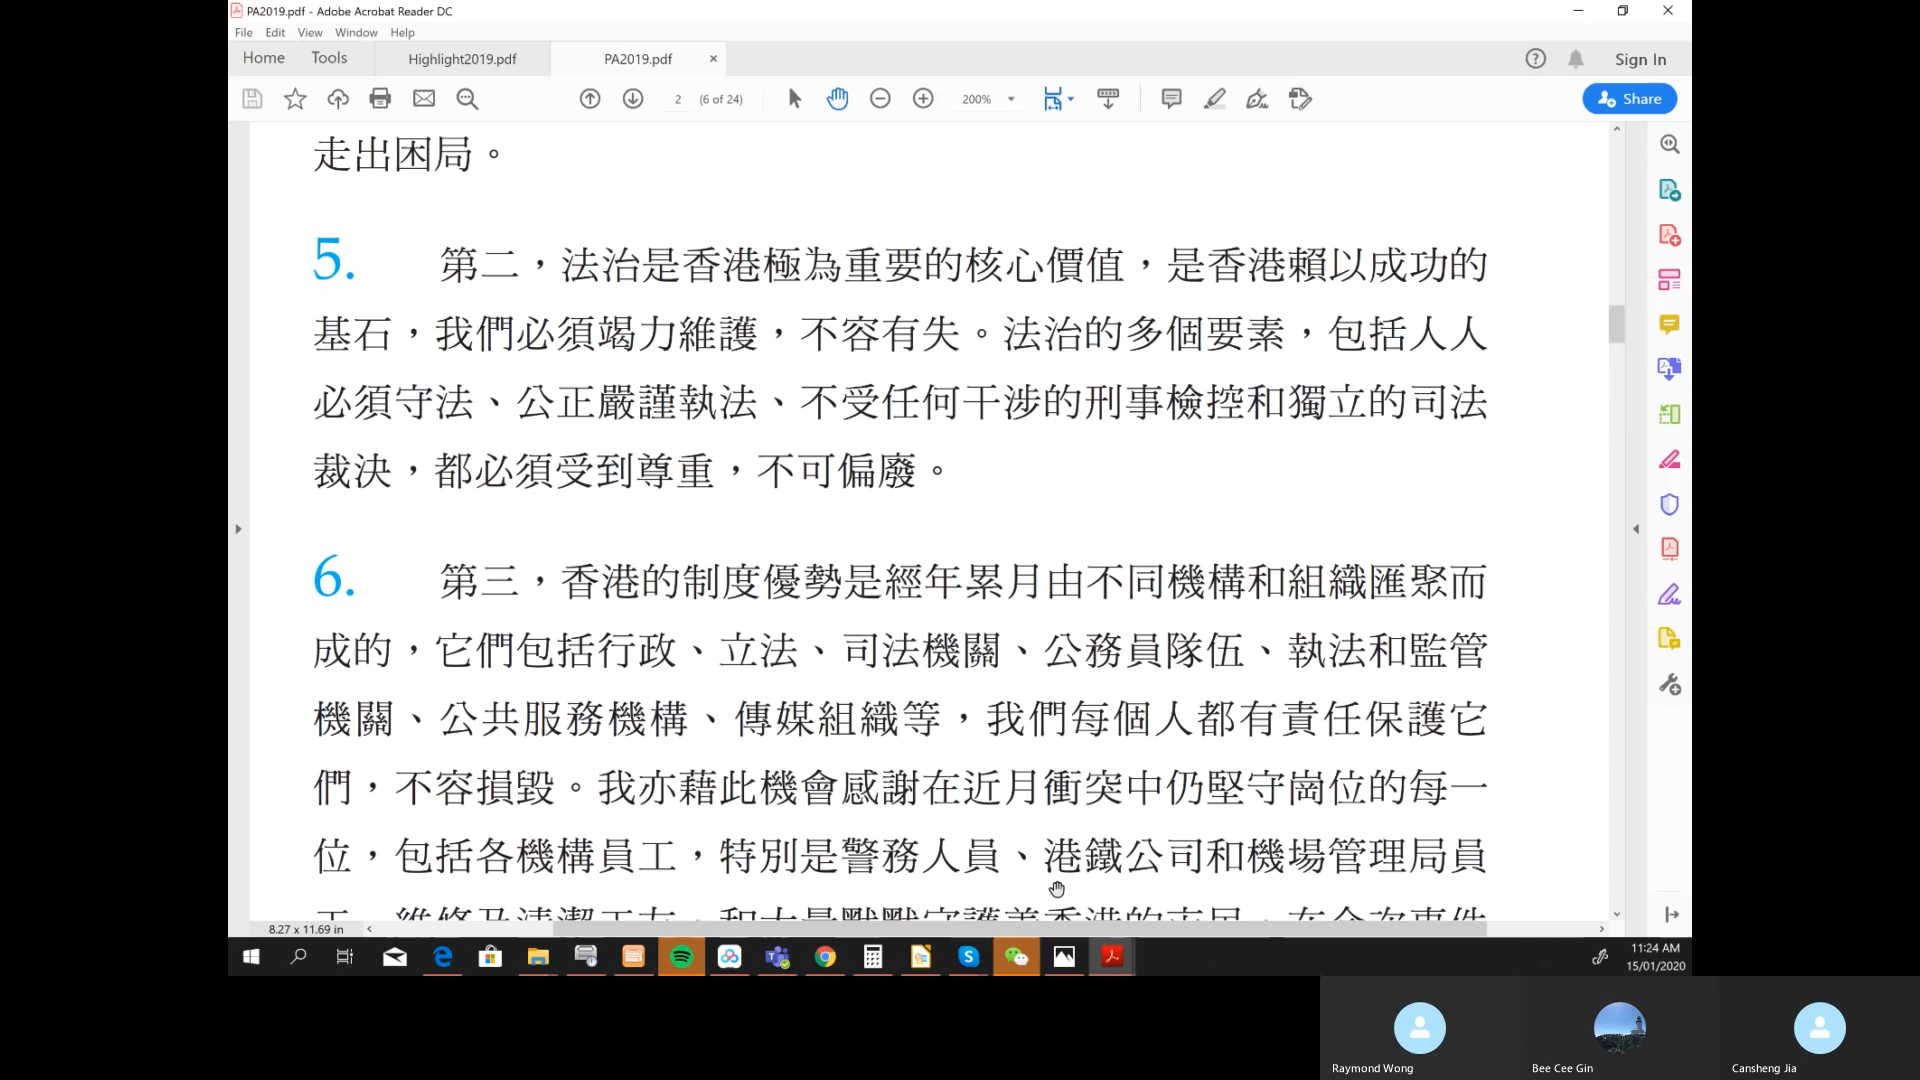 PA2019.pdf - Adobe Acrobat Reader DC
File Edit View Window Help
Home Tools Highlight2019.pdf PA2019.pdf × Sign In
2 (6 of 24) 200% Share
走出困局。
5. 第二，法治是香港極為重要的核心價值，是香港賴以成功的
基石，我們必須竭力維護，不容有失。法治的多個要素，包括人人
必須守法、公正嚴謹執法、不受任何干涉的刑事檢控和獨立的司法
裁決，都必須受到尊重，不可偏廢。
6. 第三，香港的制度優勢是經年累月由不同機構和組織匯聚而
成的，它們包括行政、立法、司法機關、公務員隊伍、執法和監管
機關、公共服務機構、傳媒組織等，我們每個人都有責任保護它
們，不容損毀。我亦藉此機會感謝在近月衝突中仍堅守崗位的每一
位，包括各機構員工，特別是警務人員、港鐵公司和機場管理局員
8.27 x 11.69 in
11:24 AM
15/01/2020
Raymond Wong Bee Cee Gin Cansheng Jia